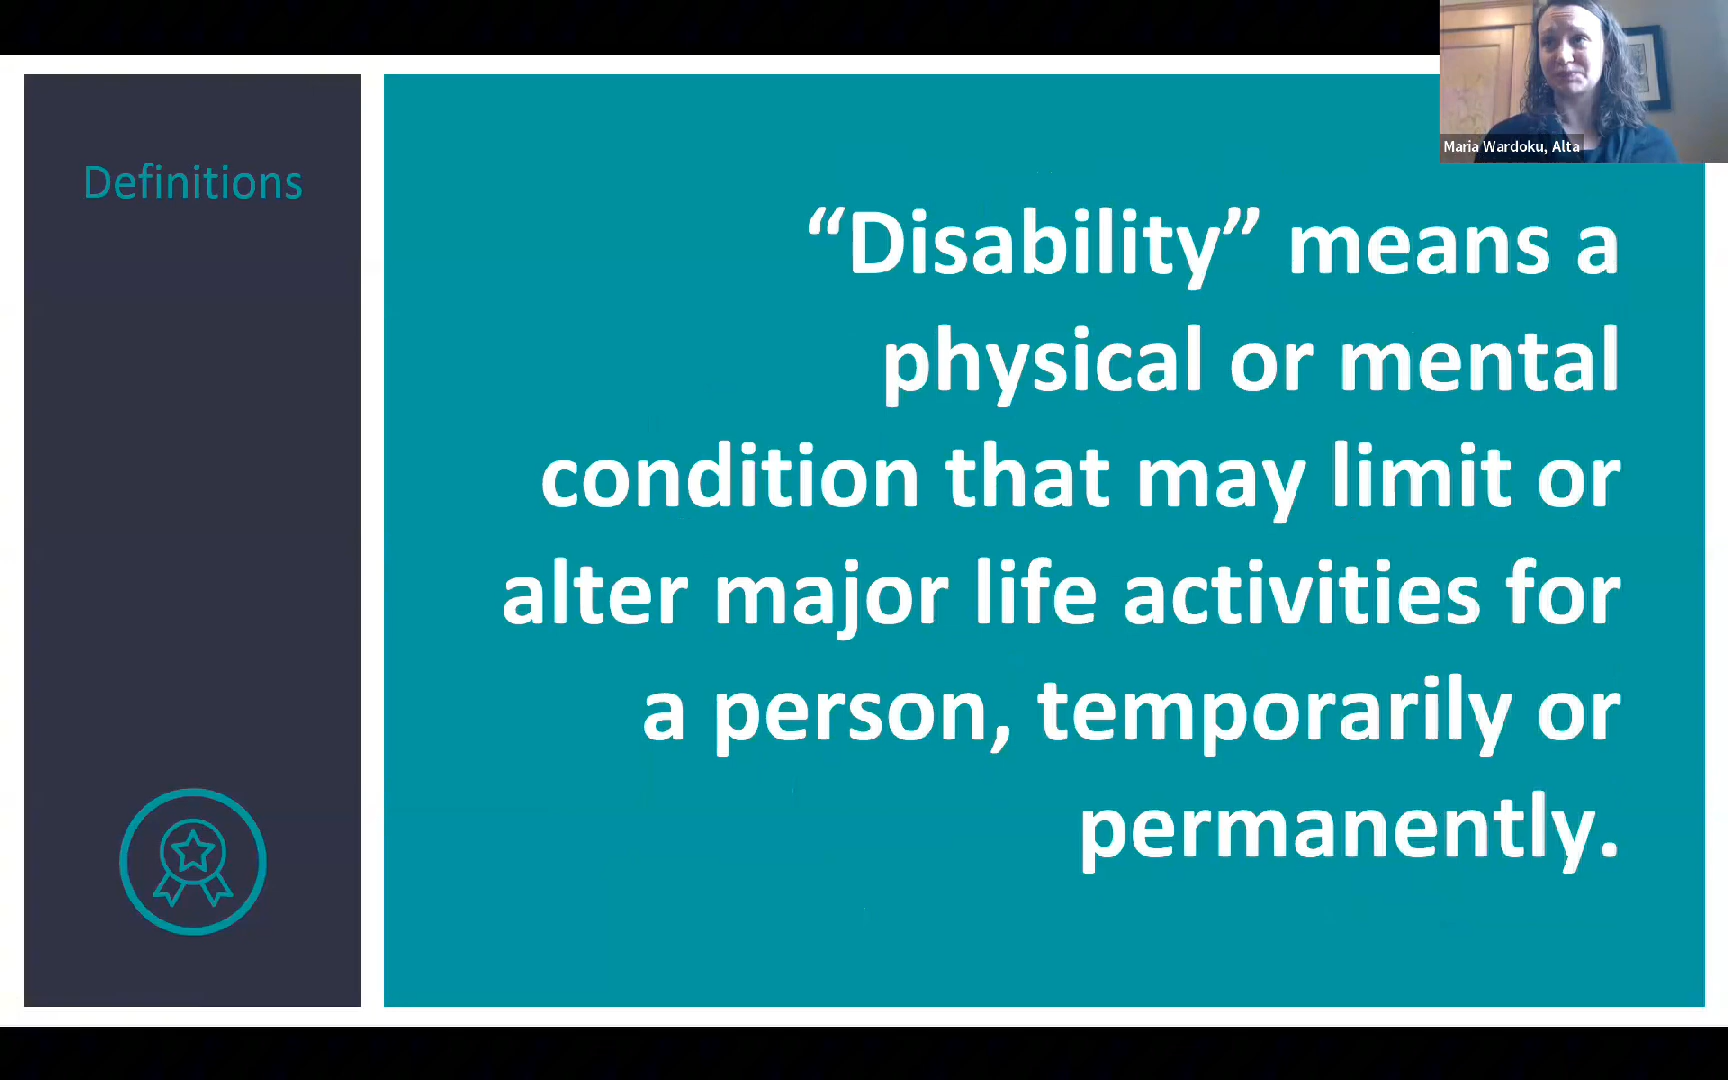 Maria Wardoku, Alta
Definitions
“Disability” means a
physical or mental
condition that may limit or
alter major life activities for
a person, temporarily or
permanently.